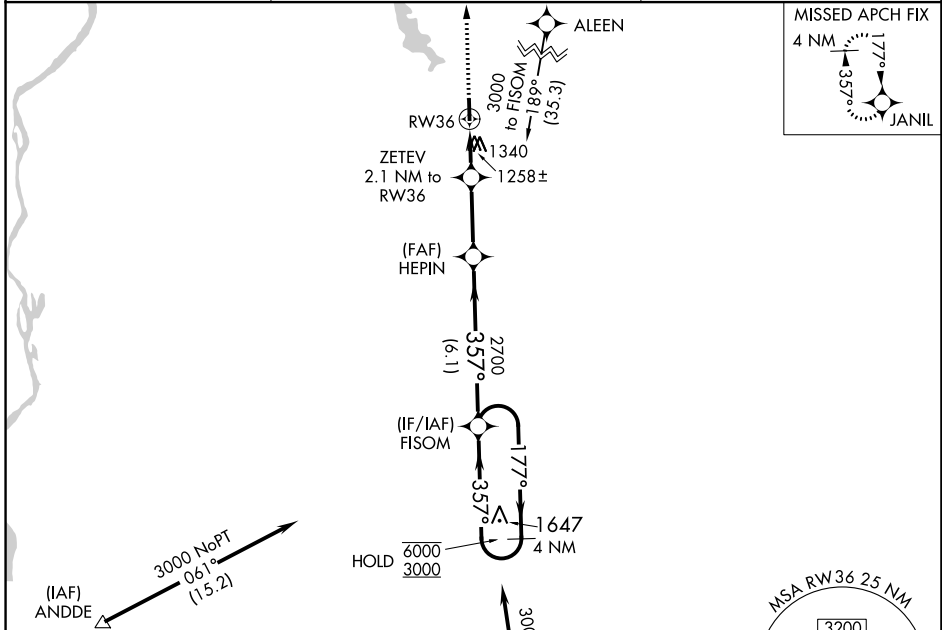 MISSED APCH FIX
4 NM
177°
357°
JANIL
ALEEN
3000
to FISOM
189°
(35.3)
RW36
1340
1258±
ZETEV
2.1 NM to
RW36
(FAF)
HEPIN
2700
357°
(6.1)
(IF/IAF)
FISOM
177°
357°
1647
HOLD
6000
3000
4 NM
3000 NoPT
061°
(15.2)
(IAF)
ANDDE
MSA RW36 25 NM
3200